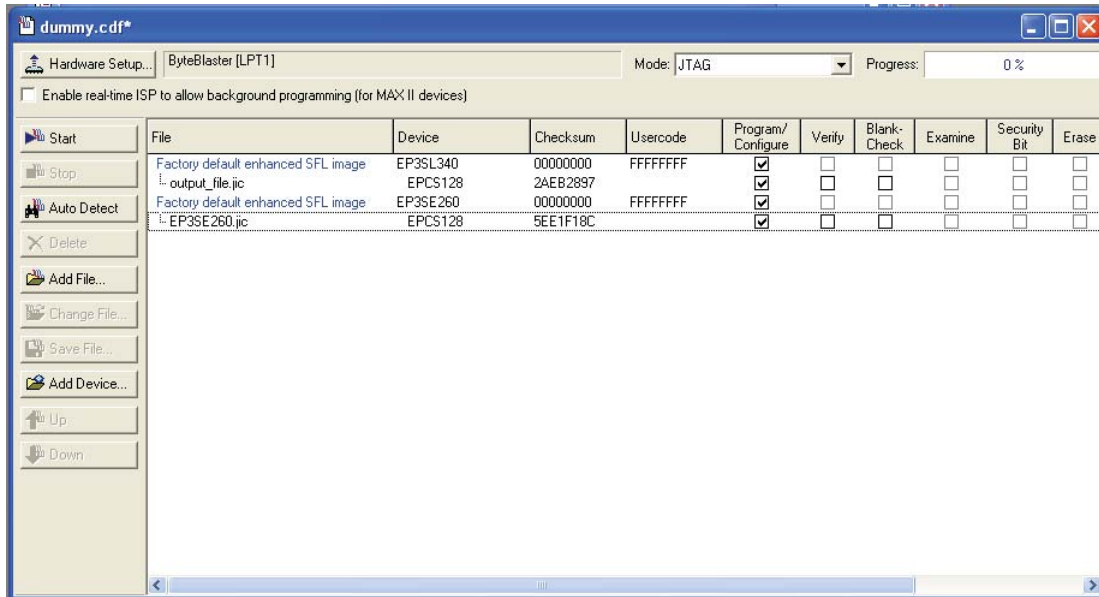 dummy.cdf*
Hardware Setup... ByteBlaster [LPT1] Mode: JTAG Progress: 0 %
Enable real-time ISP to allow background programming (for MAX II devices)
Start
Stop
Auto Detect
Delete
Add File...
Change File...
Save File...
Add Device...
Up
Down
File Device Checksum Usercode Program/ Configure Verify Blank- Check Examine Security Bit Erase
Factory default enhanced SFL image EP3SL340 00000000 FFFFFFFF
output_file.jic EPCS128 2AEB2897
Factory default enhanced SFL image EP3SE260 00000000 FFFFFFFF
EP3SE260.jic EPCS128 5EE1F18C